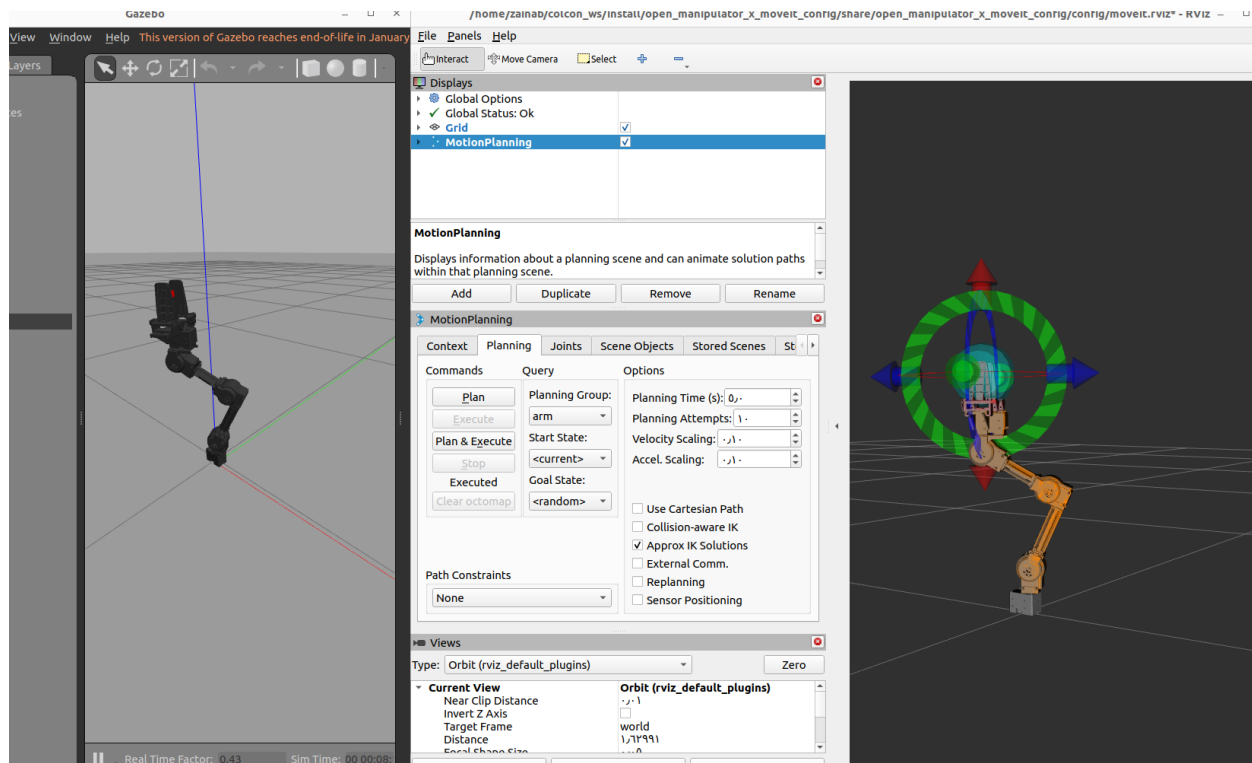 Gazebo
View Window Help This version of Gazebo reaches end-of-life in January
Layers
/home/zainab/colcon_ws/install/open_manipulator_x_moveit_config/share/open_manipulator_x_moveit_config/config/moveit.rviz* - RViz
File Panels Help
Interact Move Camera Select
Displays
Global Options
Global Status: Ok
Grid
MotionPlanning
MotionPlanning
Displays information about a planning scene and can animate solution paths
within that planning scene.
Add Duplicate Remove Rename
MotionPlanning
Context Planning Joints Scene Objects Stored Scenes St
Commands Query Options
Plan
Execute
Plan & Execute
Stop
Executed
Clear octomap
Planning Group:
arm
Start State:
<current>
Goal State:
<random>
Planning Time (s): ٥٫٠
Planning Attempts: ١٠
Velocity Scaling: ٠٫١٠
Accel. Scaling: ٠٫١٠
Use Cartesian Path
Collision-aware IK
Approx IK Solutions
External Comm.
Replanning
Sensor Positioning
Path Constraints
None
Views
Type: Orbit (rviz_default_plugins) Zero
Current View Orbit (rviz_default_plugins)
Near Clip Distance ٠٫٠١
Invert Z Axis
Target Frame world
Distance ١٫٦٢٩٩١
Focal Shape Size
Real Time Factor: 0.43 Sim Time: 00 00:08: